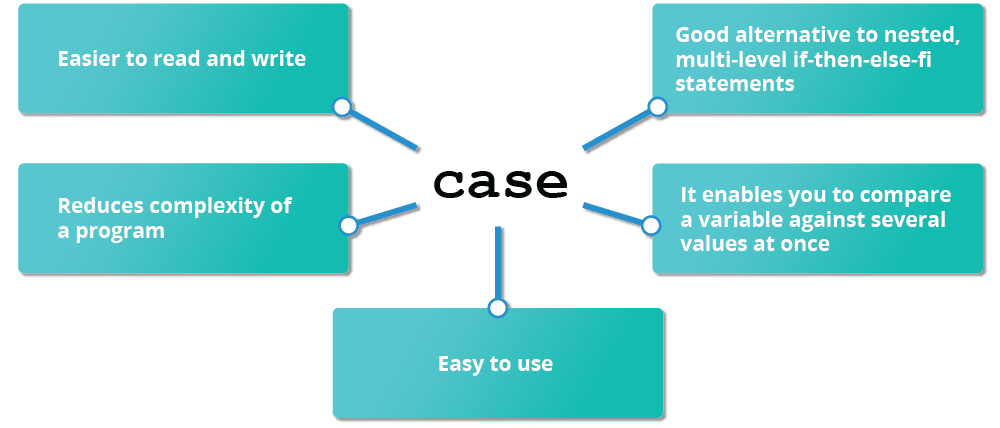 Easier to read and write
Good alternative to nested,
multi-level if-then-else-fi
statements
case
Reduces complexity of
a program
It enables you to compare
a variable against several
values at once
Easy to use